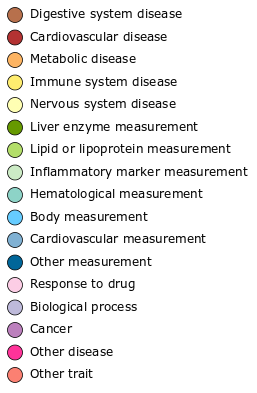 Digestive system disease
Cardiovascular disease
Metabolic disease
Immune system disease
Nervous system disease
Liver enzyme measurement
Lipid or lipoprotein measurement
Inflammatory marker measurement
Hematological measurement
Body measurement
Cardiovascular measurement
Other measurement
Response to drug
Biological process
Cancer
Other disease
Other trait